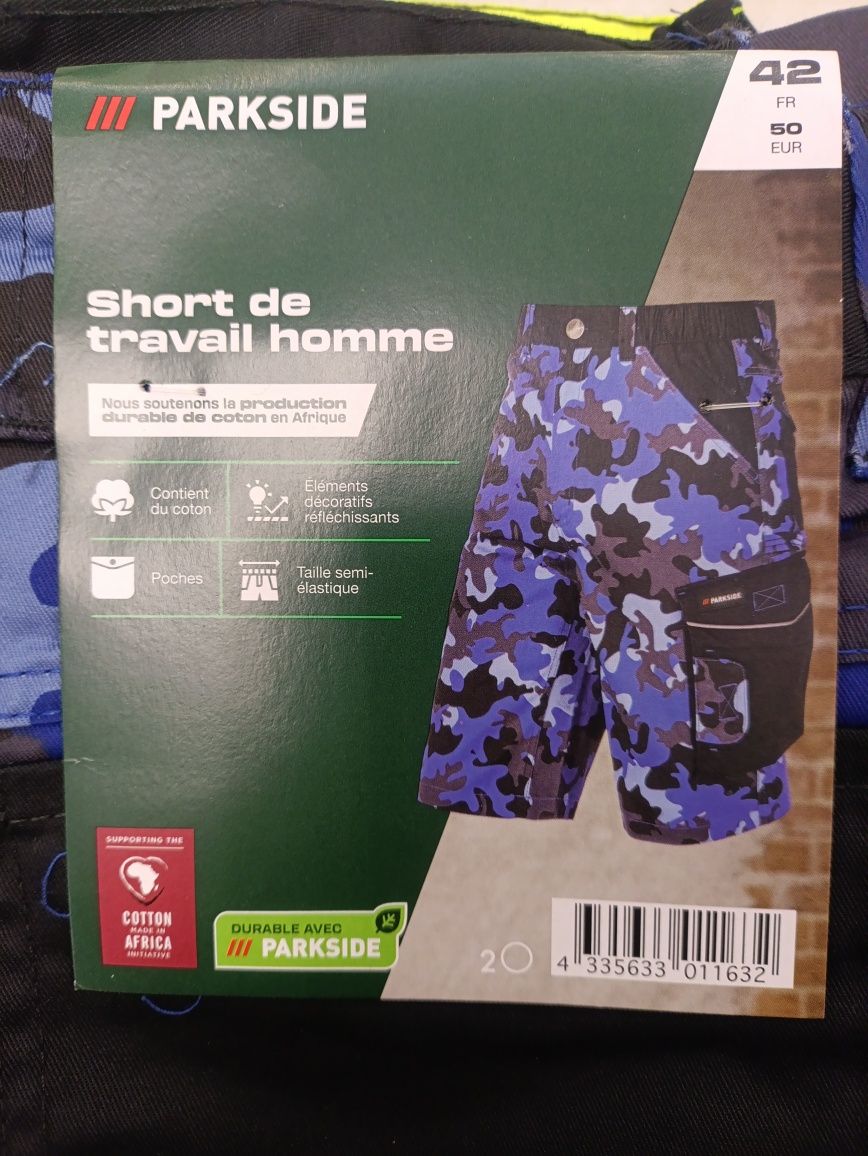 PARKSIDE
42
FR
50
EUR
Short de
travail homme
Nous soutenons la production
durable de coton en Afrique
Contient
du coton
Éléments
décoratifs
réfléchissants
Poches
Taille semi-
élastique
PARKSIDE
SUPPORTING THE
COTTON
MADE IN
AFRICA
INITIATIVE
DURABLE AVEC
PARKSIDE
2
4 335633 011632